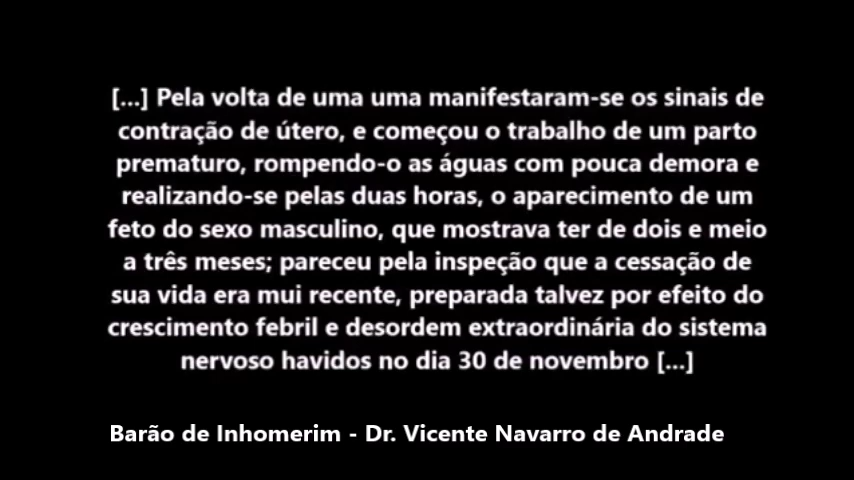 [...] Pela volta de uma uma manifestaram-se os sinais de
contração de útero, e começou o trabalho de um parto
prematuro, rompendo-o as águas com pouca demora e
realizando-se pelas duas horas, o aparecimento de um
feto do sexo masculino, que mostrava ter de dois e meio
a três meses; pareceu pela inspeção que a cessação de
sua vida era mui recente, preparada talvez por efeito do
crescimento febril e desordem extraordinária do sistema
nervoso havidos no dia 30 de novembro [...]
Barão de Inhomerim - Dr. Vicente Navarro de Andrade